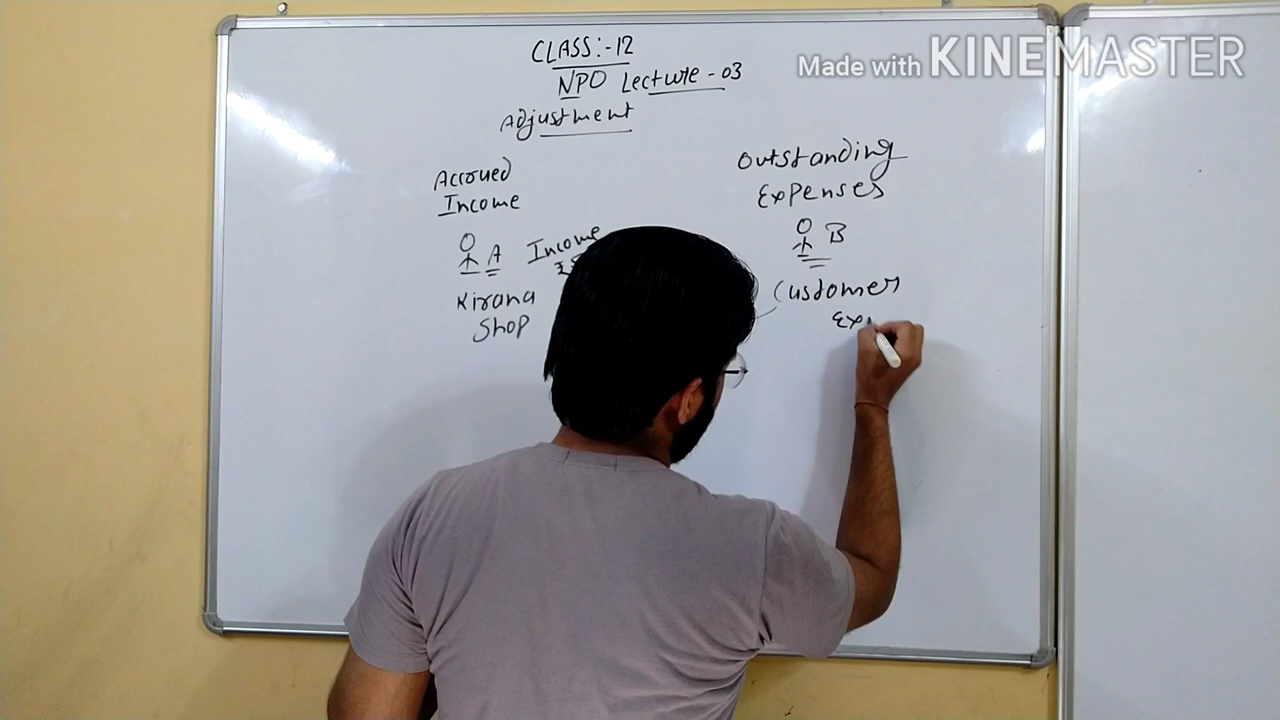 CLASS:-12
NPO Lecture-03
Adjustment
Made with KINEMASTER
Accrued
Income
A Income
Kirana
Shop
Outstanding
Expenses
B
Customer
Exp